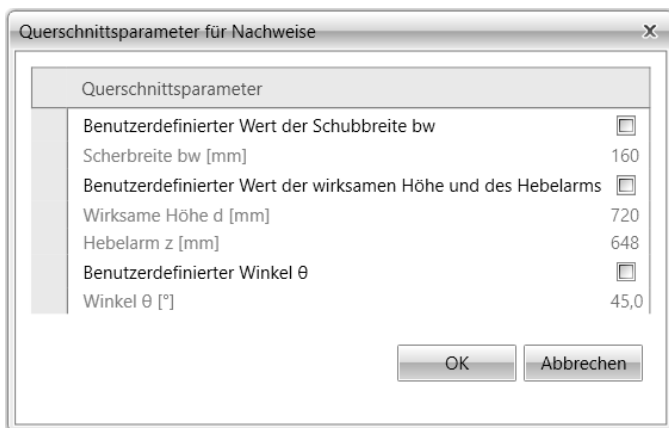 Querschnittsparameter für Nachweise x
Querschnittsparameter
Benutzerdefinierter Wert der Schubbreite bw
Scherbreite bw [mm] 160
Benutzerdefinierter Wert der wirksamen Höhe und des Hebelarms
Wirksame Höhe d [mm] 720
Hebelarm z [mm] 648
Benutzerdefinierter Winkel θ
Winkel θ [°] 45,0
OK Abbrechen